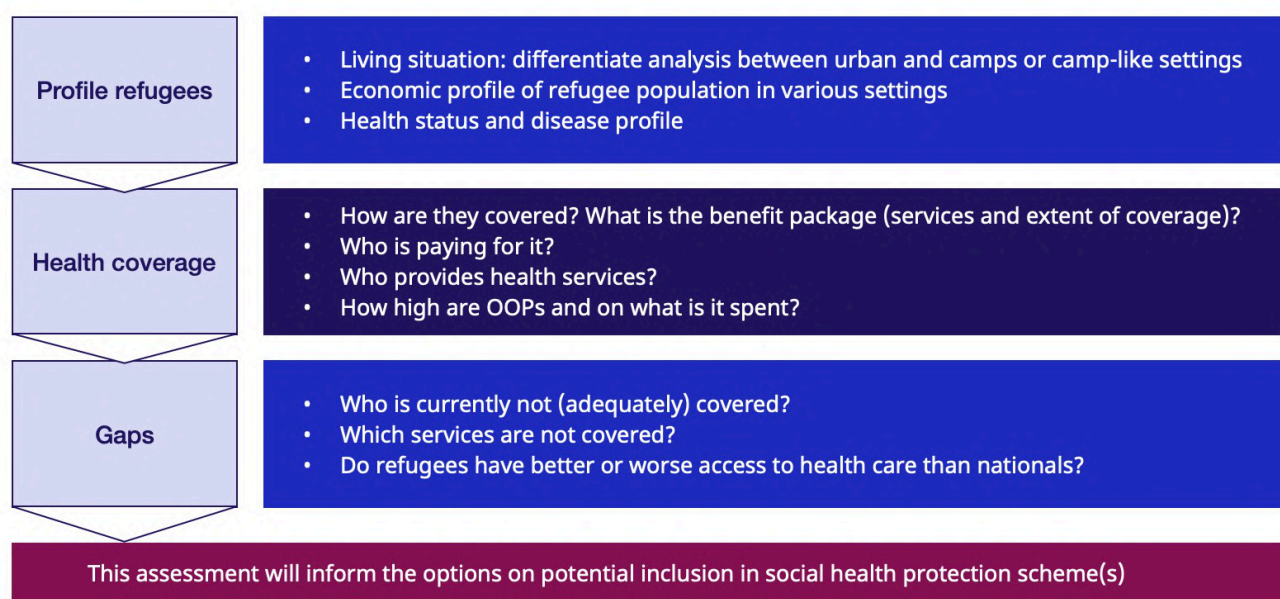 Profile refugees
• Living situation: differentiate analysis between urban and camps or camp-like settings
• Economic profile of refugee population in various settings
• Health status and disease profile
Health coverage
• How are they covered? What is the benefit package (services and extent of coverage)?
• Who is paying for it?
• Who provides health services?
• How high are OOPs and on what is it spent?
Gaps
• Who is currently not (adequately) covered?
• Which services are not covered?
• Do refugees have better or worse access to health care than nationals?
This assessment will inform the options on potential inclusion in social health protection scheme(s)